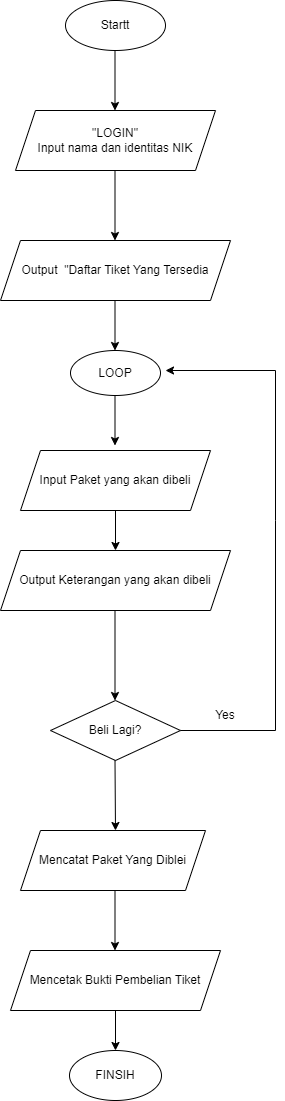 Startt
"LOGIN"
Input nama dan identitas NIK
Output "Daftar Tiket Yang Tersedia
LOOP
Input Paket yang akan dibeli
Output Keterangan yang akan dibeli
Beli Lagi?
Yes
Mencatat Paket Yang Diblei
Mencetak Bukti Pembelian Tiket
FINSIH